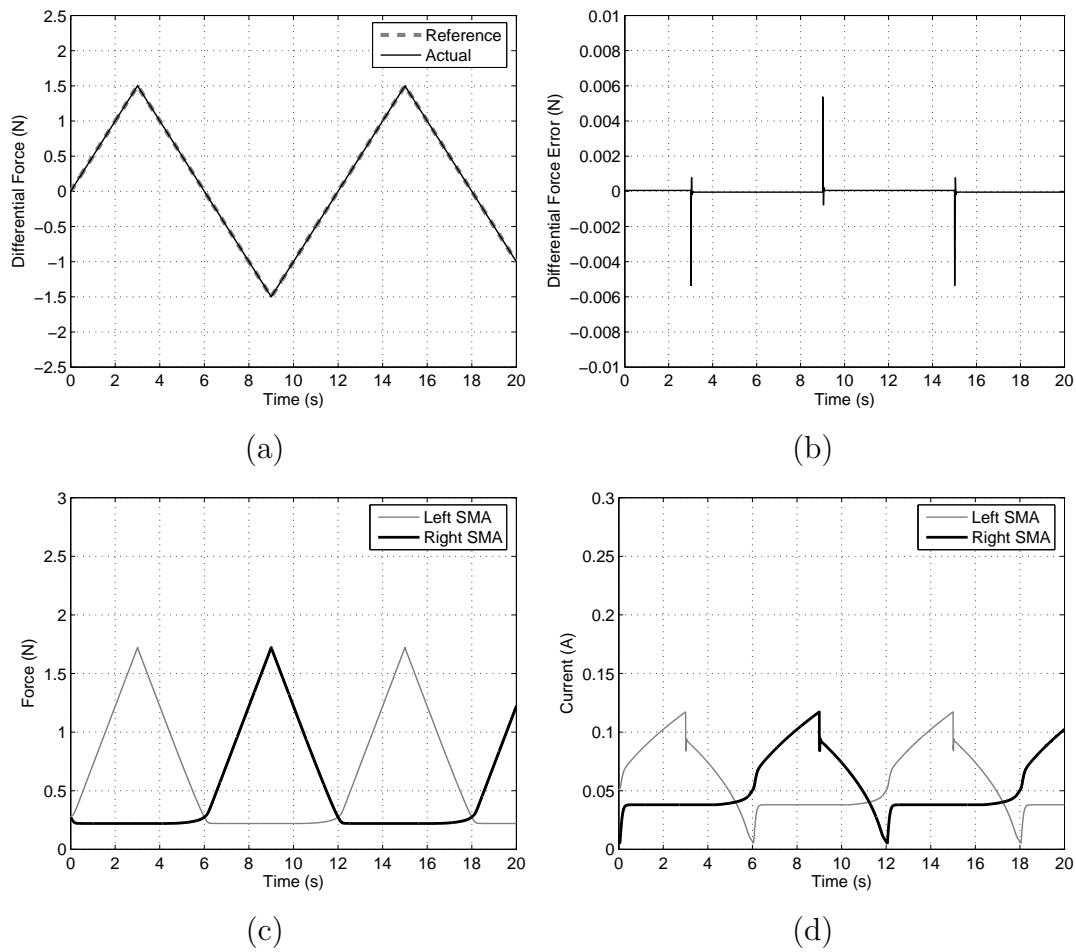 2.5
2
1.5
1
0.5
0
−0.5
−1
−1.5
−2
−2.5
Differential Force (N)
Reference
Actual
0 2 4 6 8 10 12 14 16 18 20
Time (s)
(a)
0.01
0.008
0.006
0.004
0.002
0
−0.002
−0.004
−0.006
−0.008
−0.01
Differential Force Error (N)
0 2 4 6 8 10 12 14 16 18 20
Time (s)
(b)
3
2.5
2
1.5
1
0.5
0
Force (N)
Left SMA
Right SMA
0 2 4 6 8 10 12 14 16 18 20
Time (s)
(c)
0.3
0.25
0.2
0.15
0.1
0.05
0
Current (A)
Left SMA
Right SMA
0 2 4 6 8 10 12 14 16 18 20
Time (s)
(d)